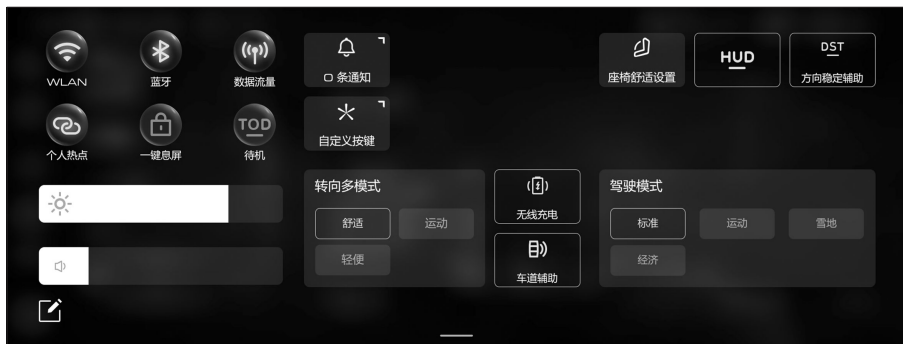 WLAN
蓝牙
数据流量
0 条通知
座椅舒适设置
HUD
DST
方向稳定辅助
个人热点
一键息屏
TOD
待机
自定义按键
转向多模式
舒适
运动
轻便
无线充电
车道辅助
驾驶模式
标准
运动
雪地
经济